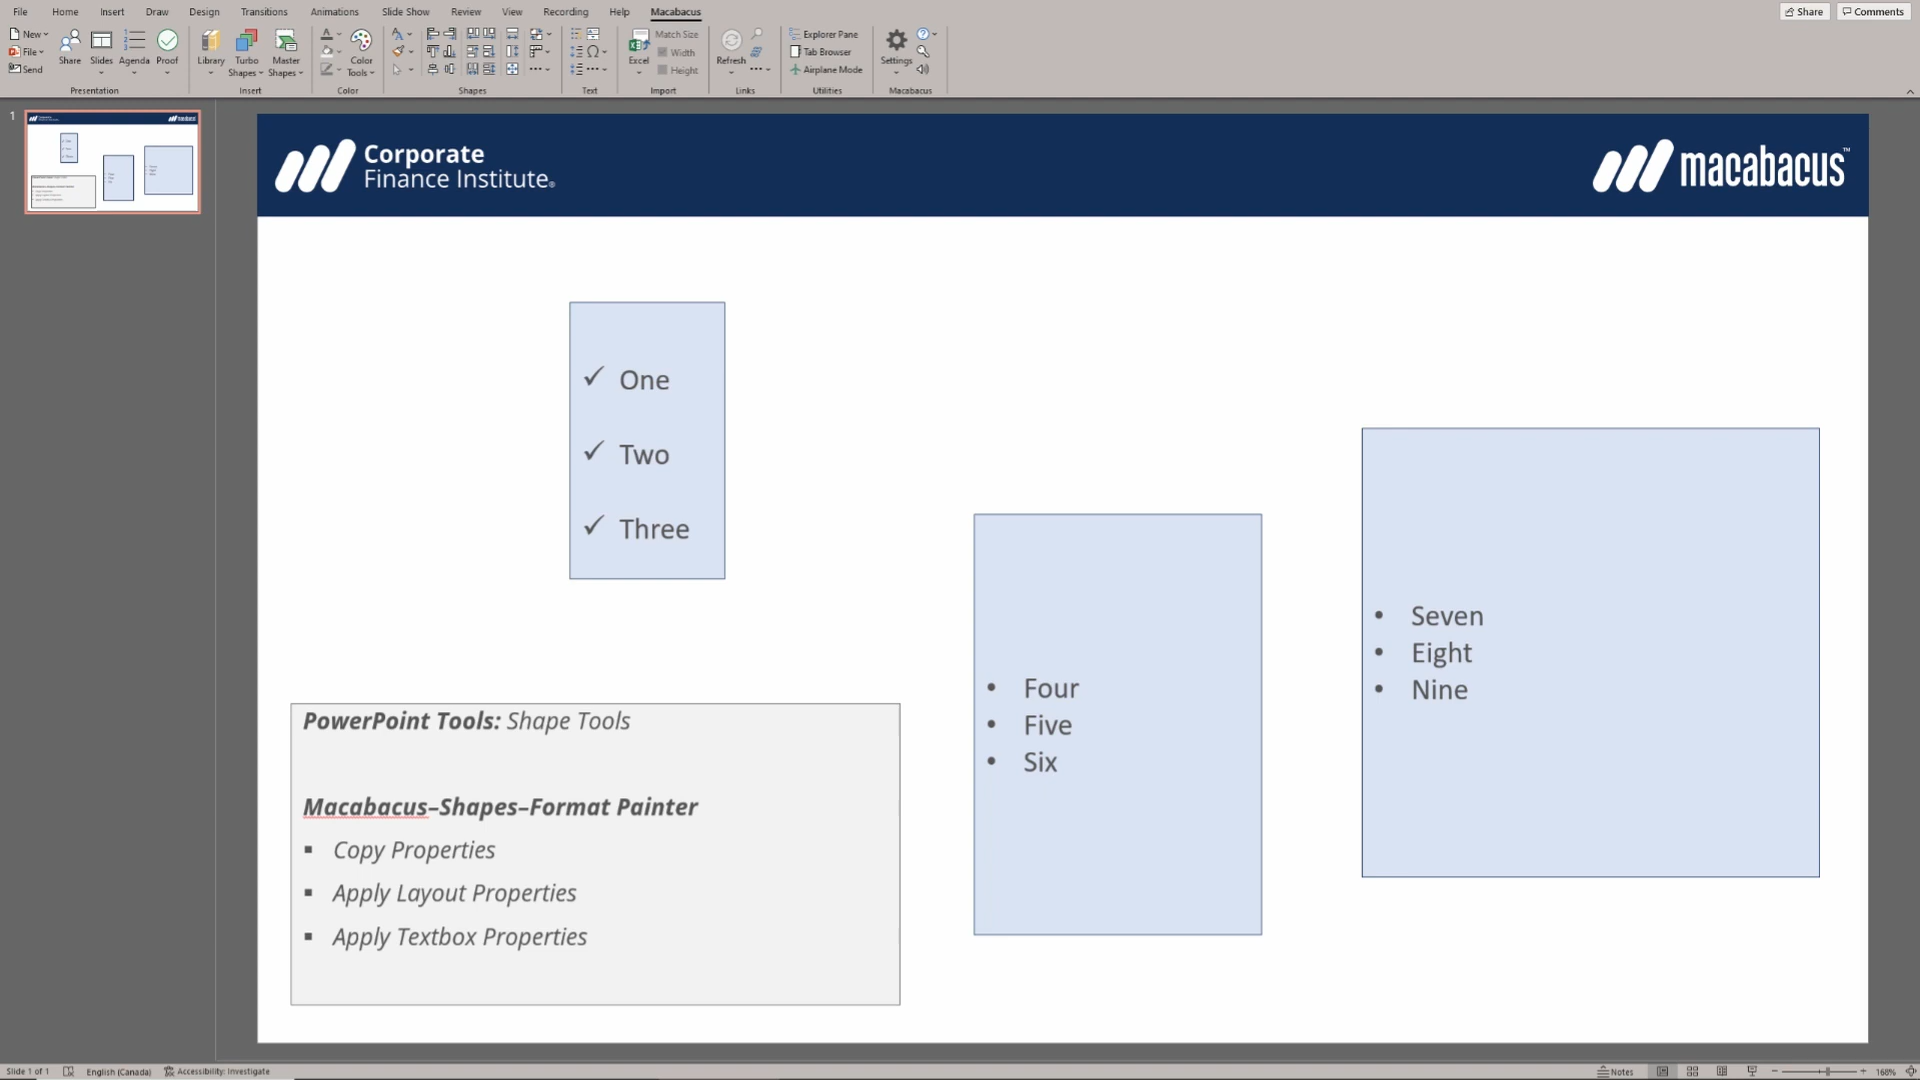 File Home Insert Draw Design Transitions Animations Slide Show Review View Recording Help Macabacus Share Comments
New File Send Share Slides Agenda Proof Library Turbo Shapes Master Shapes Color Tools Excel Match Size Width Height Refresh Explorer Pane Tab Browser Airplane Mode Settings
Presentation Insert Color Shapes Text Import Links Utilities Macabacus
1
Corporate
Finance Institute®
macabacus™
One
Two
Three
• Four
• Five
• Six
• Seven
• Eight
• Nine
PowerPoint Tools: Shape Tools
Macabacus–Shapes–Format Painter
▪ Copy Properties
▪ Apply Layout Properties
▪ Apply Textbox Properties
Slide 1 of 1 English (Canada) Accessibility: Investigate Notes 168%